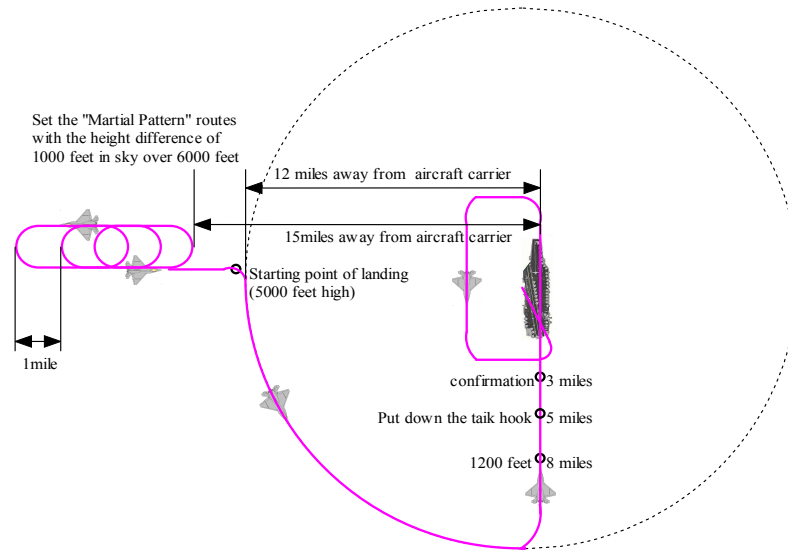 Set the "Martial Pattern" routes
with the height difference of
1000 feet in sky over 6000 feet
12 miles away from aircraft carrier
15miles away from aircraft carrier
Starting point of landing
(5000 feet high)
1mile
confirmation 3 miles
Put down the taik hook 5 miles
1200 feet 8 miles